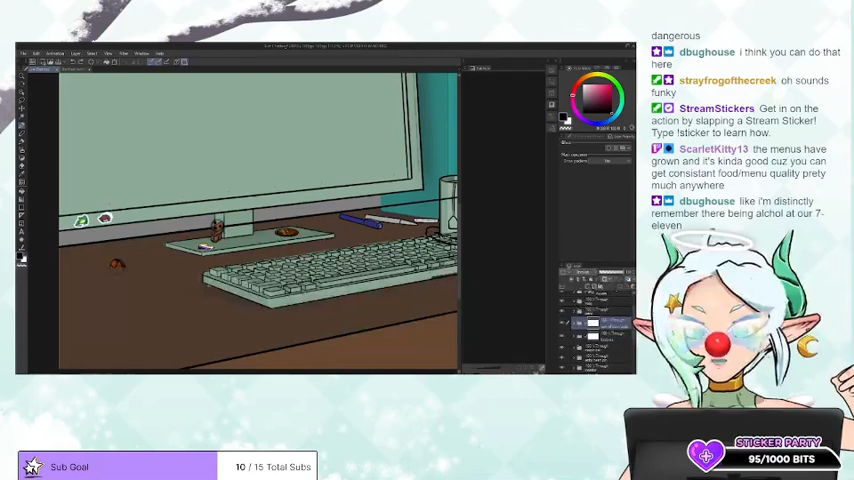 dangerous
dbughouse i think you can do that
here
strayfrogofthecreek oh sounds
funky
StreamStickers Get in on the
action by slapping a Stream Sticker!
Type !sticker to learn how.
ScarletKitty13 the menus have
grown and it's kinda good cuz you can
get consistant food/menu quality prety
much anywhere
dbughouse like i'm distinctly
remember there being alchol at our 7-
eleven
STICKER PARTY
95/1000 BITS
Sub Goal
10 / 15 Total Subs